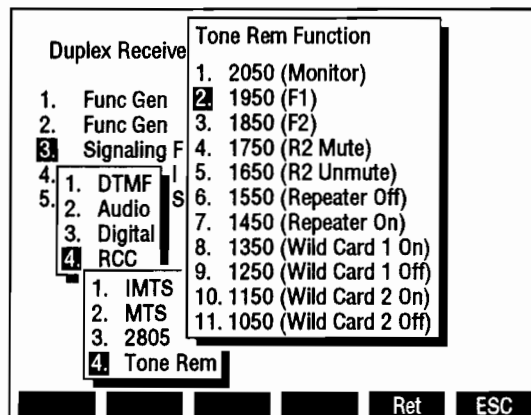 Duplex Receive
1. Func Gen
2. Func Gen
3. Signaling F
4. I
5. S
1. DTMF
2. Audio
3. Digital
4. RCC
1. IMTS
2. MTS
3. 2805
4. Tone Rem
Tone Rem Function
1. 2050 (Monitor)
2. 1950 (F1)
3. 1850 (F2)
4. 1750 (R2 Mute)
5. 1650 (R2 Unmute)
6. 1550 (Repeater Off)
7. 1450 (Repeater On)
8. 1350 (Wild Card 1 On)
9. 1250 (Wild Card 1 Off)
10. 1150 (Wild Card 2 On)
11. 1050 (Wild Card 2 Off)
Ret ESC